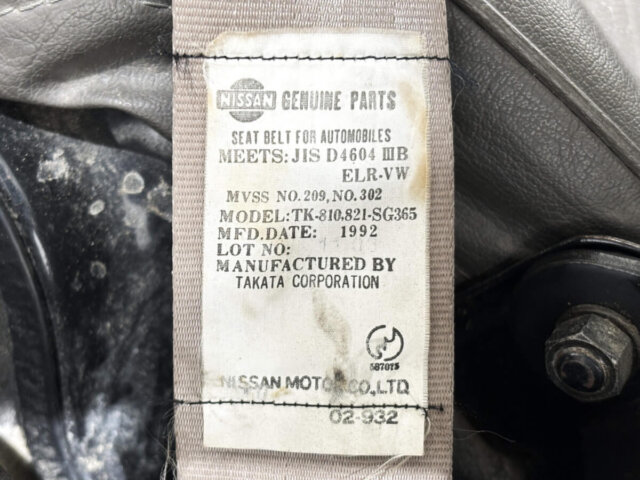 NISSAN GENUINE PARTS
SEAT BELT FOR AUTOMOBILES
MEETS: JIS D4604 ⅢB
ELR-VW
MVSS NO.209, NO.302
MODEL: TK-810.821-SG365
MFD.DATE: 1992
LOT NO:
MANUFACTURED BY
TAKATA CORPORATION
587015
NISSAN MOTOR CO.,LTD
02-932